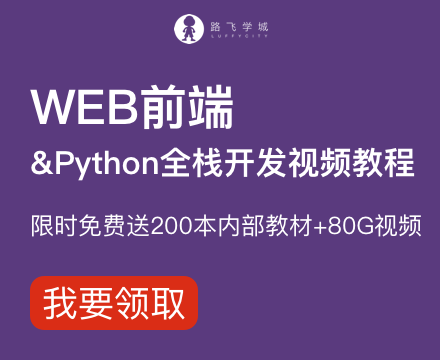 路飞学城
LUFFYCITY
WEB前端
&Python全栈开发视频教程
限时免费送200本内部教材+80G视频
我要领取